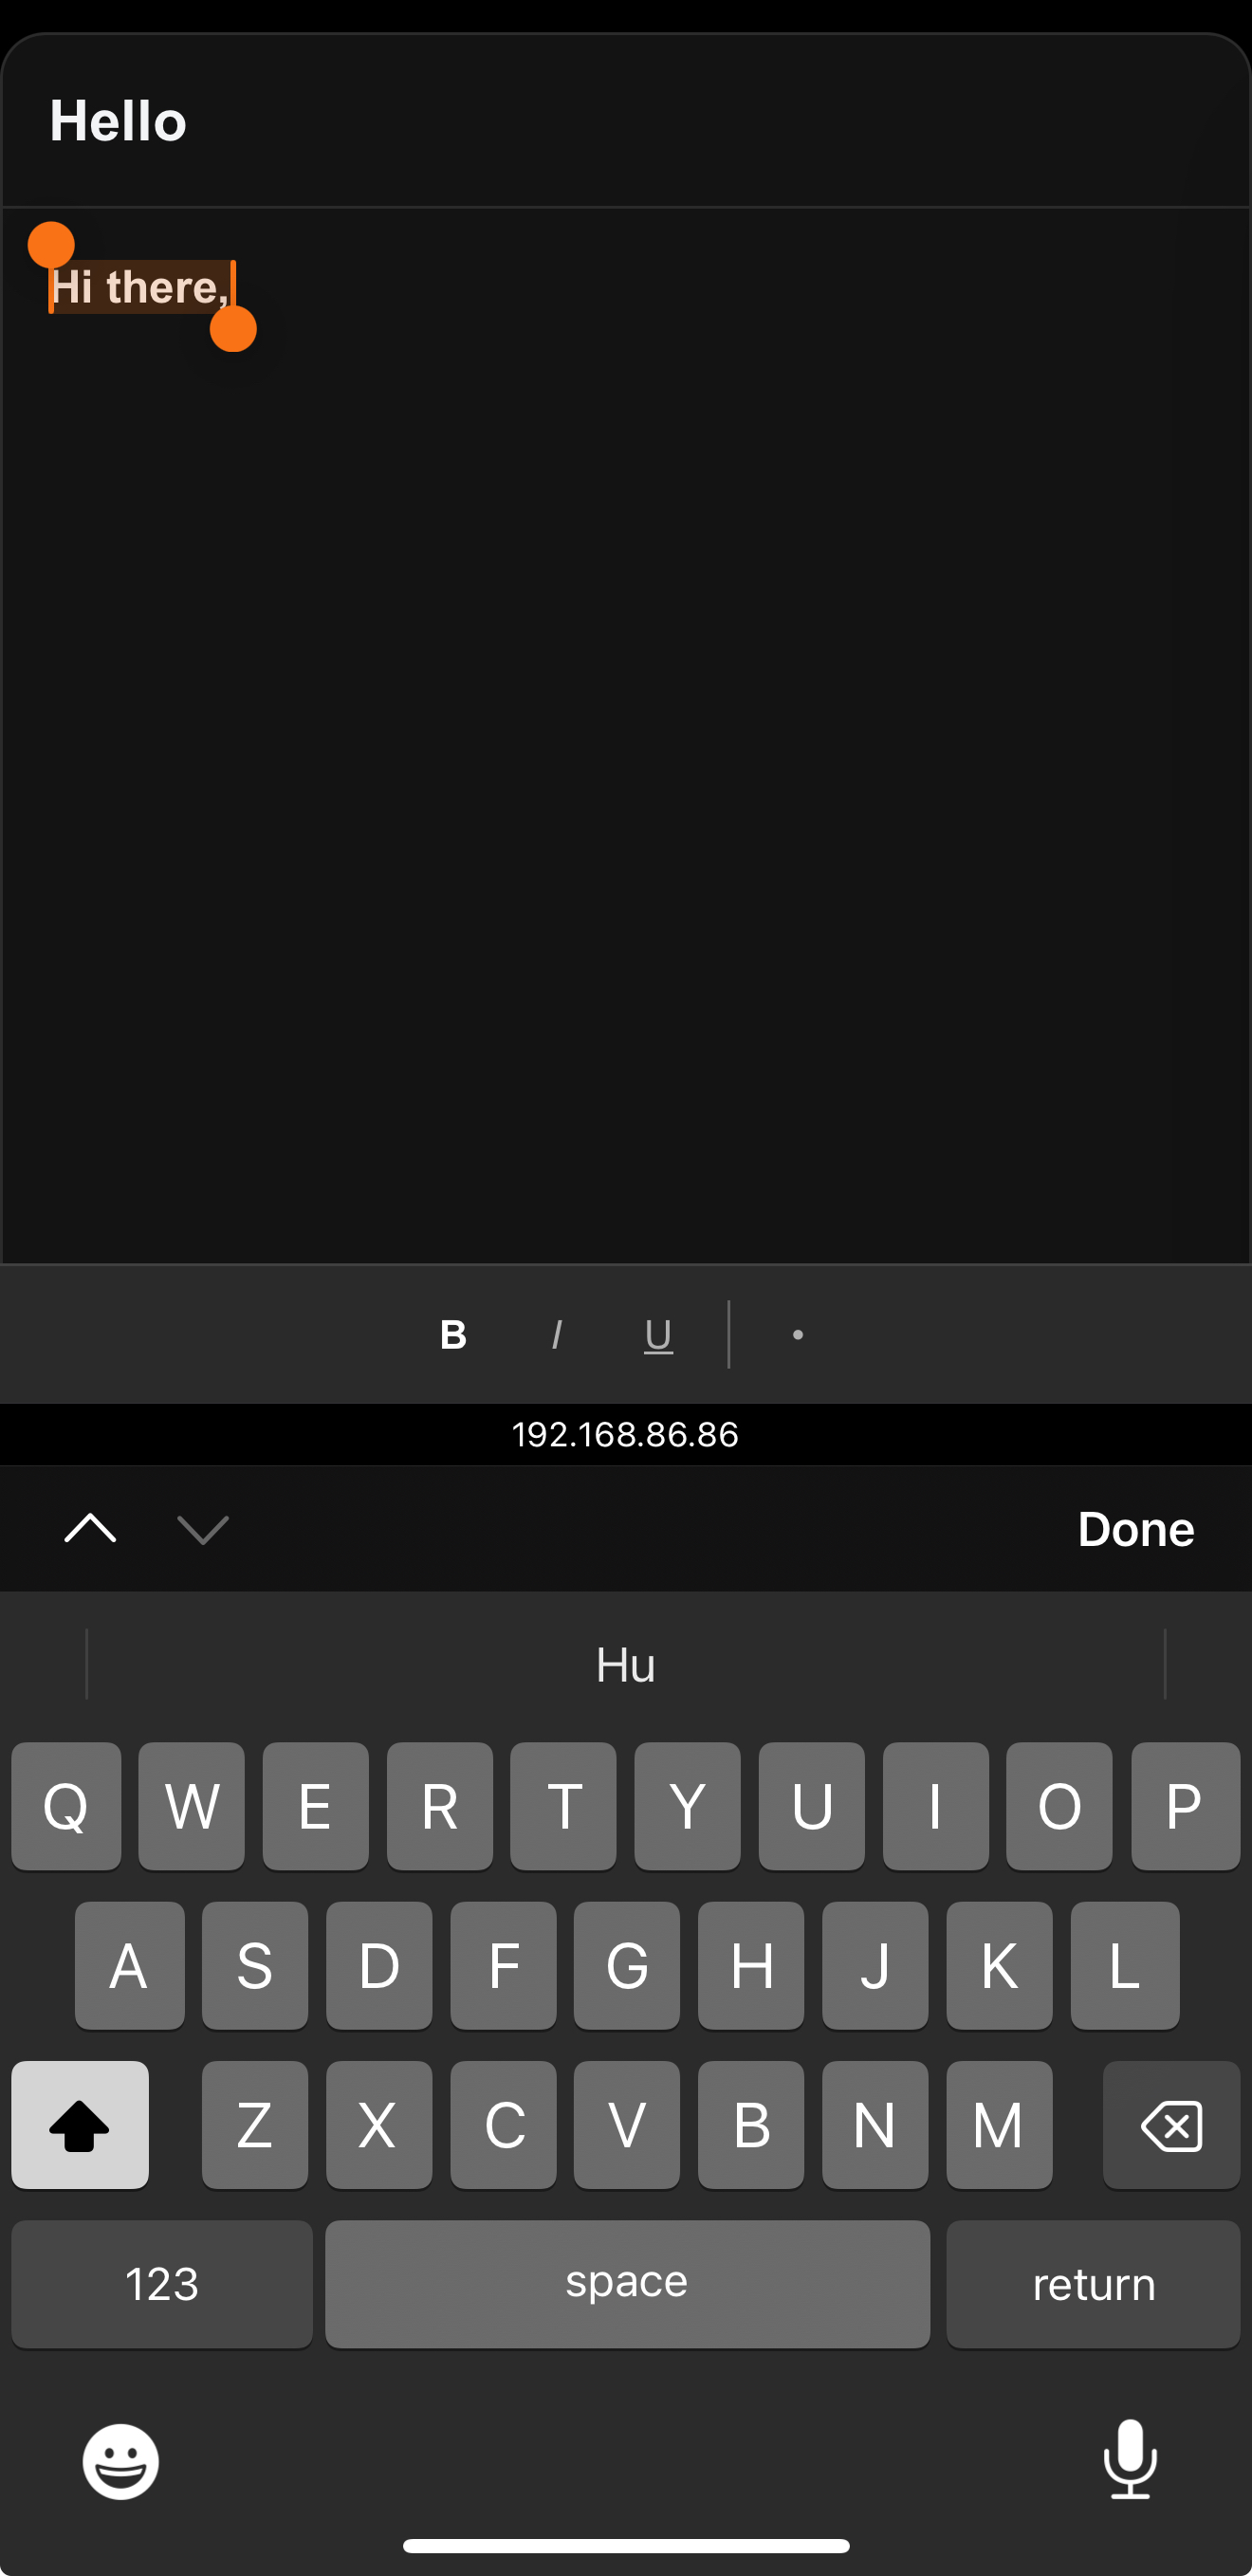 Hello
Hi there,
B I U •
192.168.86.86
Done
Hu
Q W E R T Y U I O P
A S D F G H J K L
Z X C V B N M
123 space return